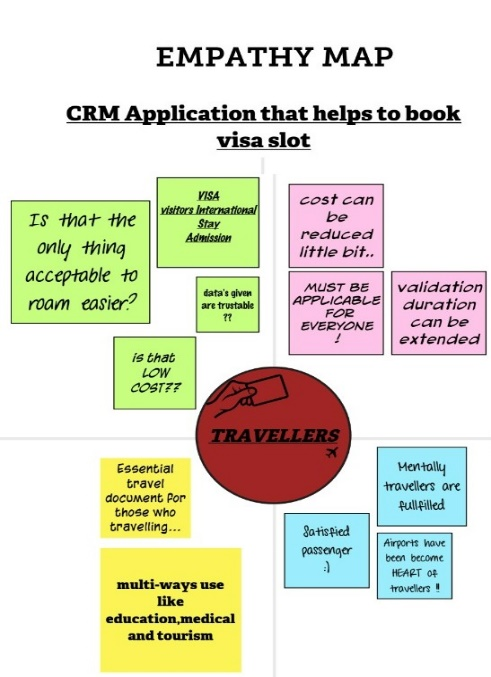 EMPATHY MAP
CRM Application that helps to book
visa slot
Is that the
only thing
acceptable to
roam easier?
VISA
visitors International
Stay
Admission
data's given
are trustable
??
is that
LOW
COST??
cost can
be
reduced
little bit..
MUST BE
APPLICABLE
FOR
EVERYONE
!
validation
duration
can be
extended
TRAVELLERS
Essential
travel
document for
those who
travelling...
multi-ways use
like
education,medical
and tourism
Mentally
travellers are
fullfilled
Satisfied
passenger
:)
Airports have
been become
HEART of
travellers !!